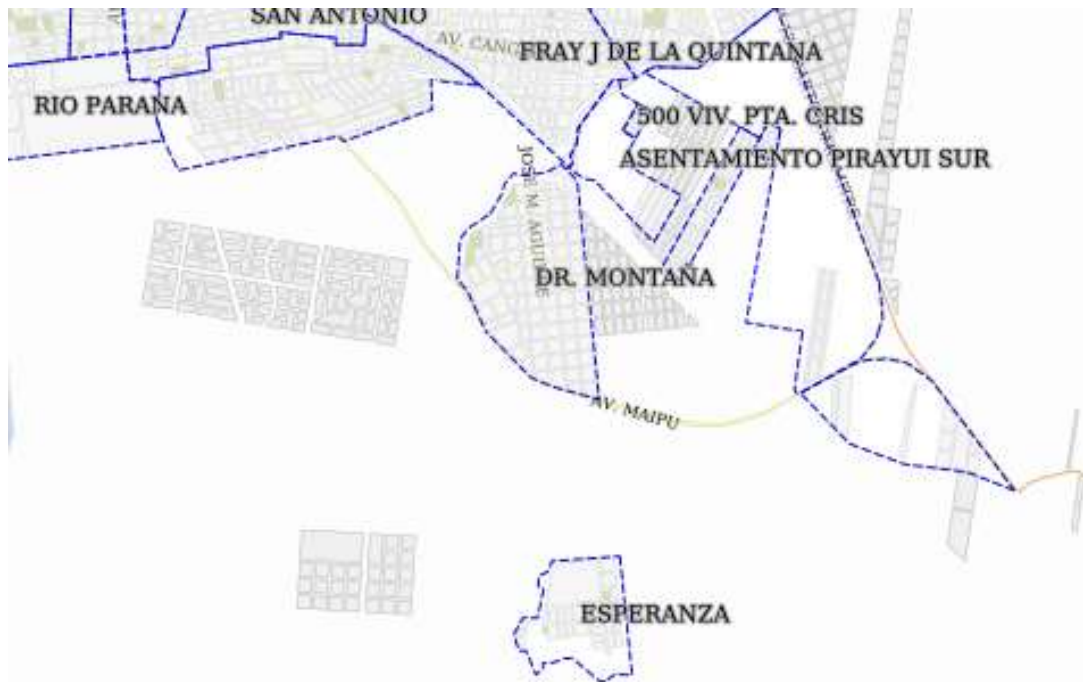 SAN ANTONIO
FRAY J DE LA QUINTANA
RIO PARANA
500 VIV. PTA. CRIS
ASENTAMIENTO PIRAYUI SUR
DR. MONTAÑA
AV. MAIPU
ESPERANZA